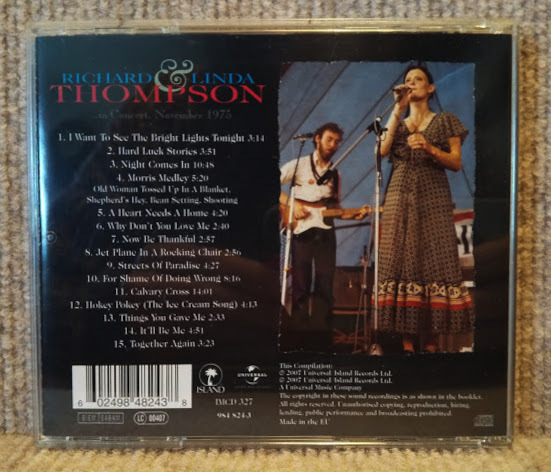 RICHARD & LINDA
THOMPSON
...in Concert, November 1975
1. I Want To See The Bright Lights Tonight 3:14
2. Hard Luck Stories 3:51
3. Night Comes In 10:48
4. Morris Medley 5:20
Old Woman Tossed Up In A Blanket,
Shepherd's Hey, Bean Setting, Shooting
5. A Heart Needs A Home 4:20
6. Why Don't You Love Me 2:40
7. Now Be Thankful 2:57
8. Jet Plane In A Rocking Chair 2:56
9. Streets Of Paradise 4:27
10. For Shame Of Doing Wrong 8:16
11. Calvary Cross 14:01
12. Hokey Pokey (The Ice Cream Song) 4:13
13. Things You Gave Me 2:33
14. It'll Be Me 4:51
15. Together Again 3:23
6 02498 48243 8
LC 00407
ISLAND
UNIVERSAL
IMCD 327
984 824-3
This Compilation:
℗ 2007 Universal Island Records Ltd.
© 2007 Universal Island Records Ltd.
A Universal Music Company
The copyright in these sound recordings is as shown in the booklet.
All rights reserved. Unauthorised copying, reproduction, hiring,
lending, public performance and broadcasting prohibited.
Made in the EU